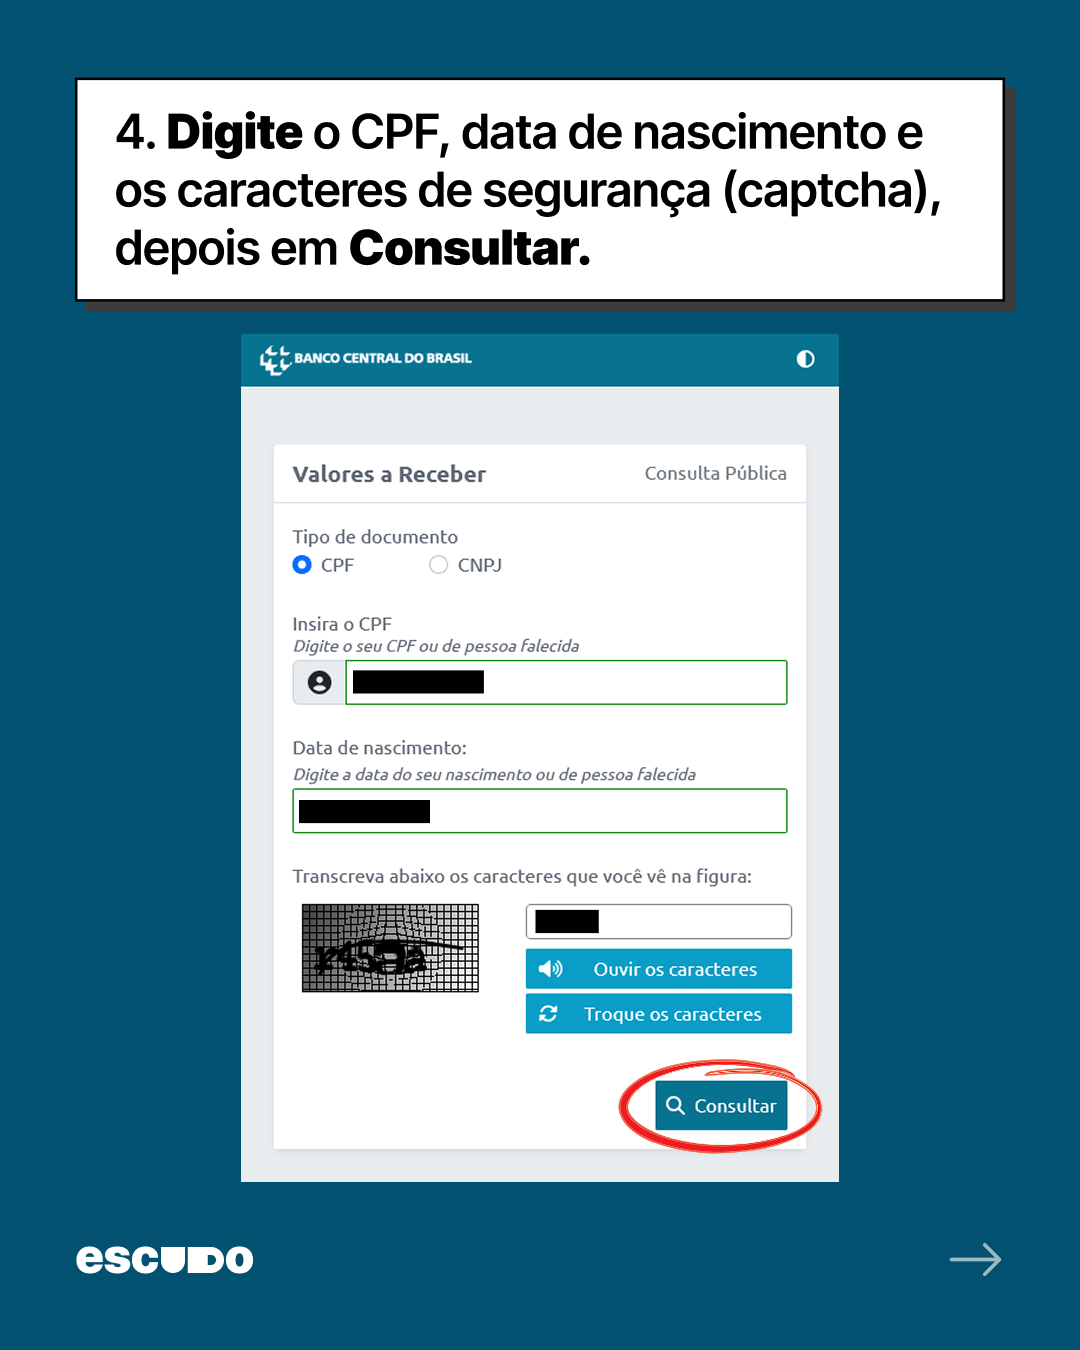 4. Digite o CPF, data de nascimento e
os caracteres de segurança (captcha),
depois em Consultar.
BANCO CENTRAL DO BRASIL
Valores a Receber
Consulta Pública
Tipo de documento
CPF
CNPJ
Insira o CPF
Digite o seu CPF ou de pessoa falecida
Data de nascimento:
Digite a data do seu nascimento ou de pessoa falecida
Transcreva abaixo os caracteres que você vê na figura:
Ouvir os caracteres
Troque os caracteres
Consultar
escudo